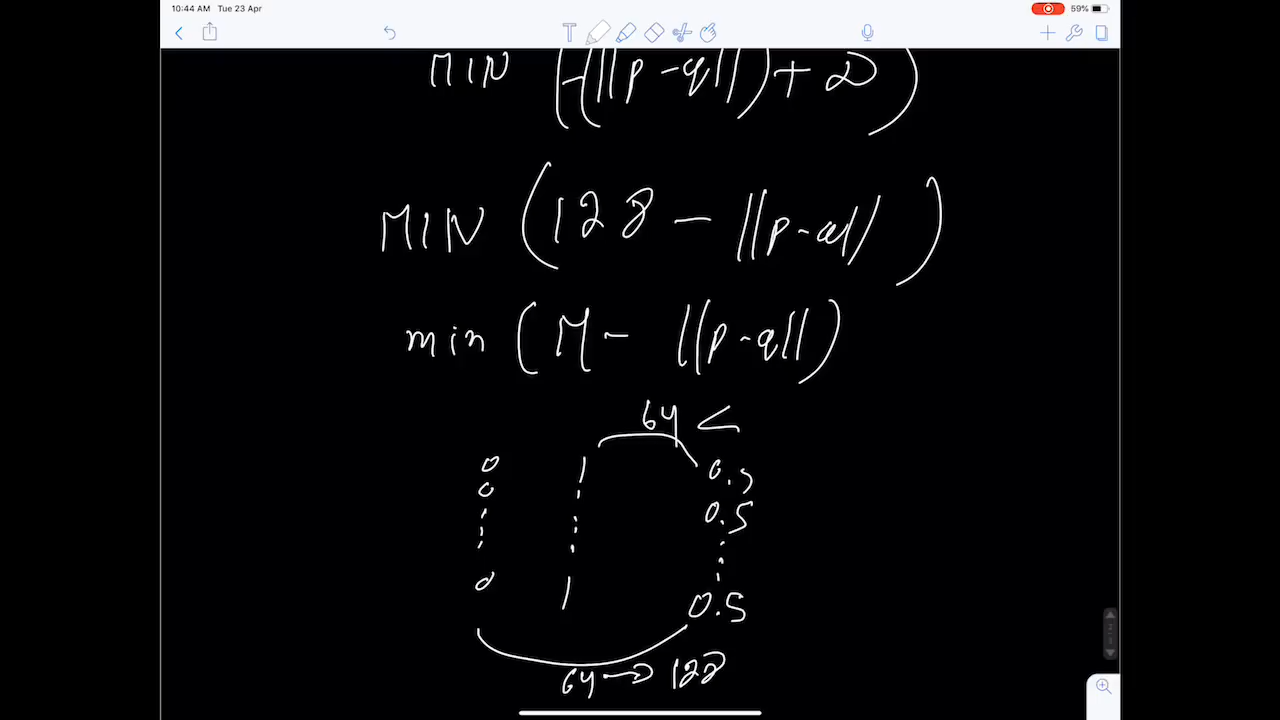 10:44 AM Tue 23 Apr 59%
MIN (-(||p-q||)+D)
MIN (128 - ||p-q||)
min (M - ||p-q||)
64 <
0 1 0.5
0 0.5
0 1 0.5
64 → 128